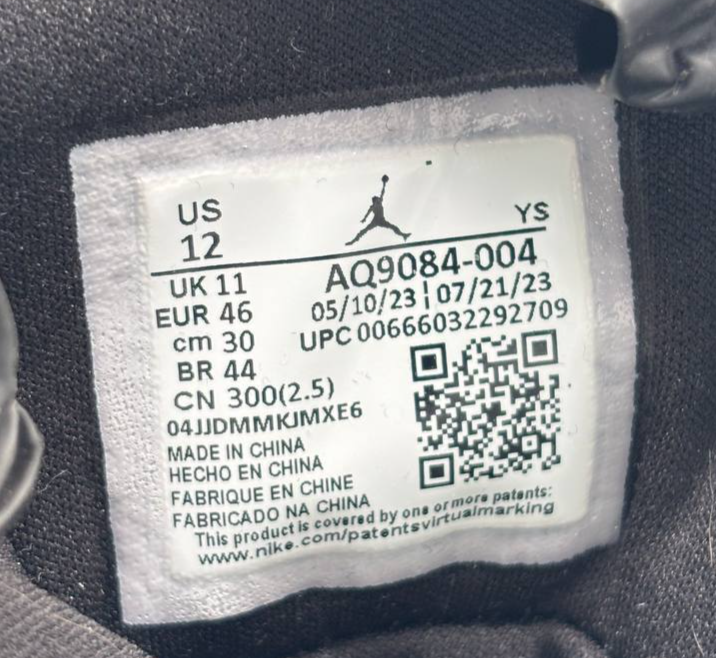 US
12
YS
UK 11
EUR 46
cm 30
BR 44
CN 300(2.5)
AQ9084-004
05/10/23 | 07/21/23
UPC 00666032292709
04JJDMMKJMXE6
MADE IN CHINA
HECHO EN CHINA
FABRIQUE EN CHINE
FABRICADO NA CHINA
This product is covered by one or more patents:
www.nike.com/patentsvirtualmarking